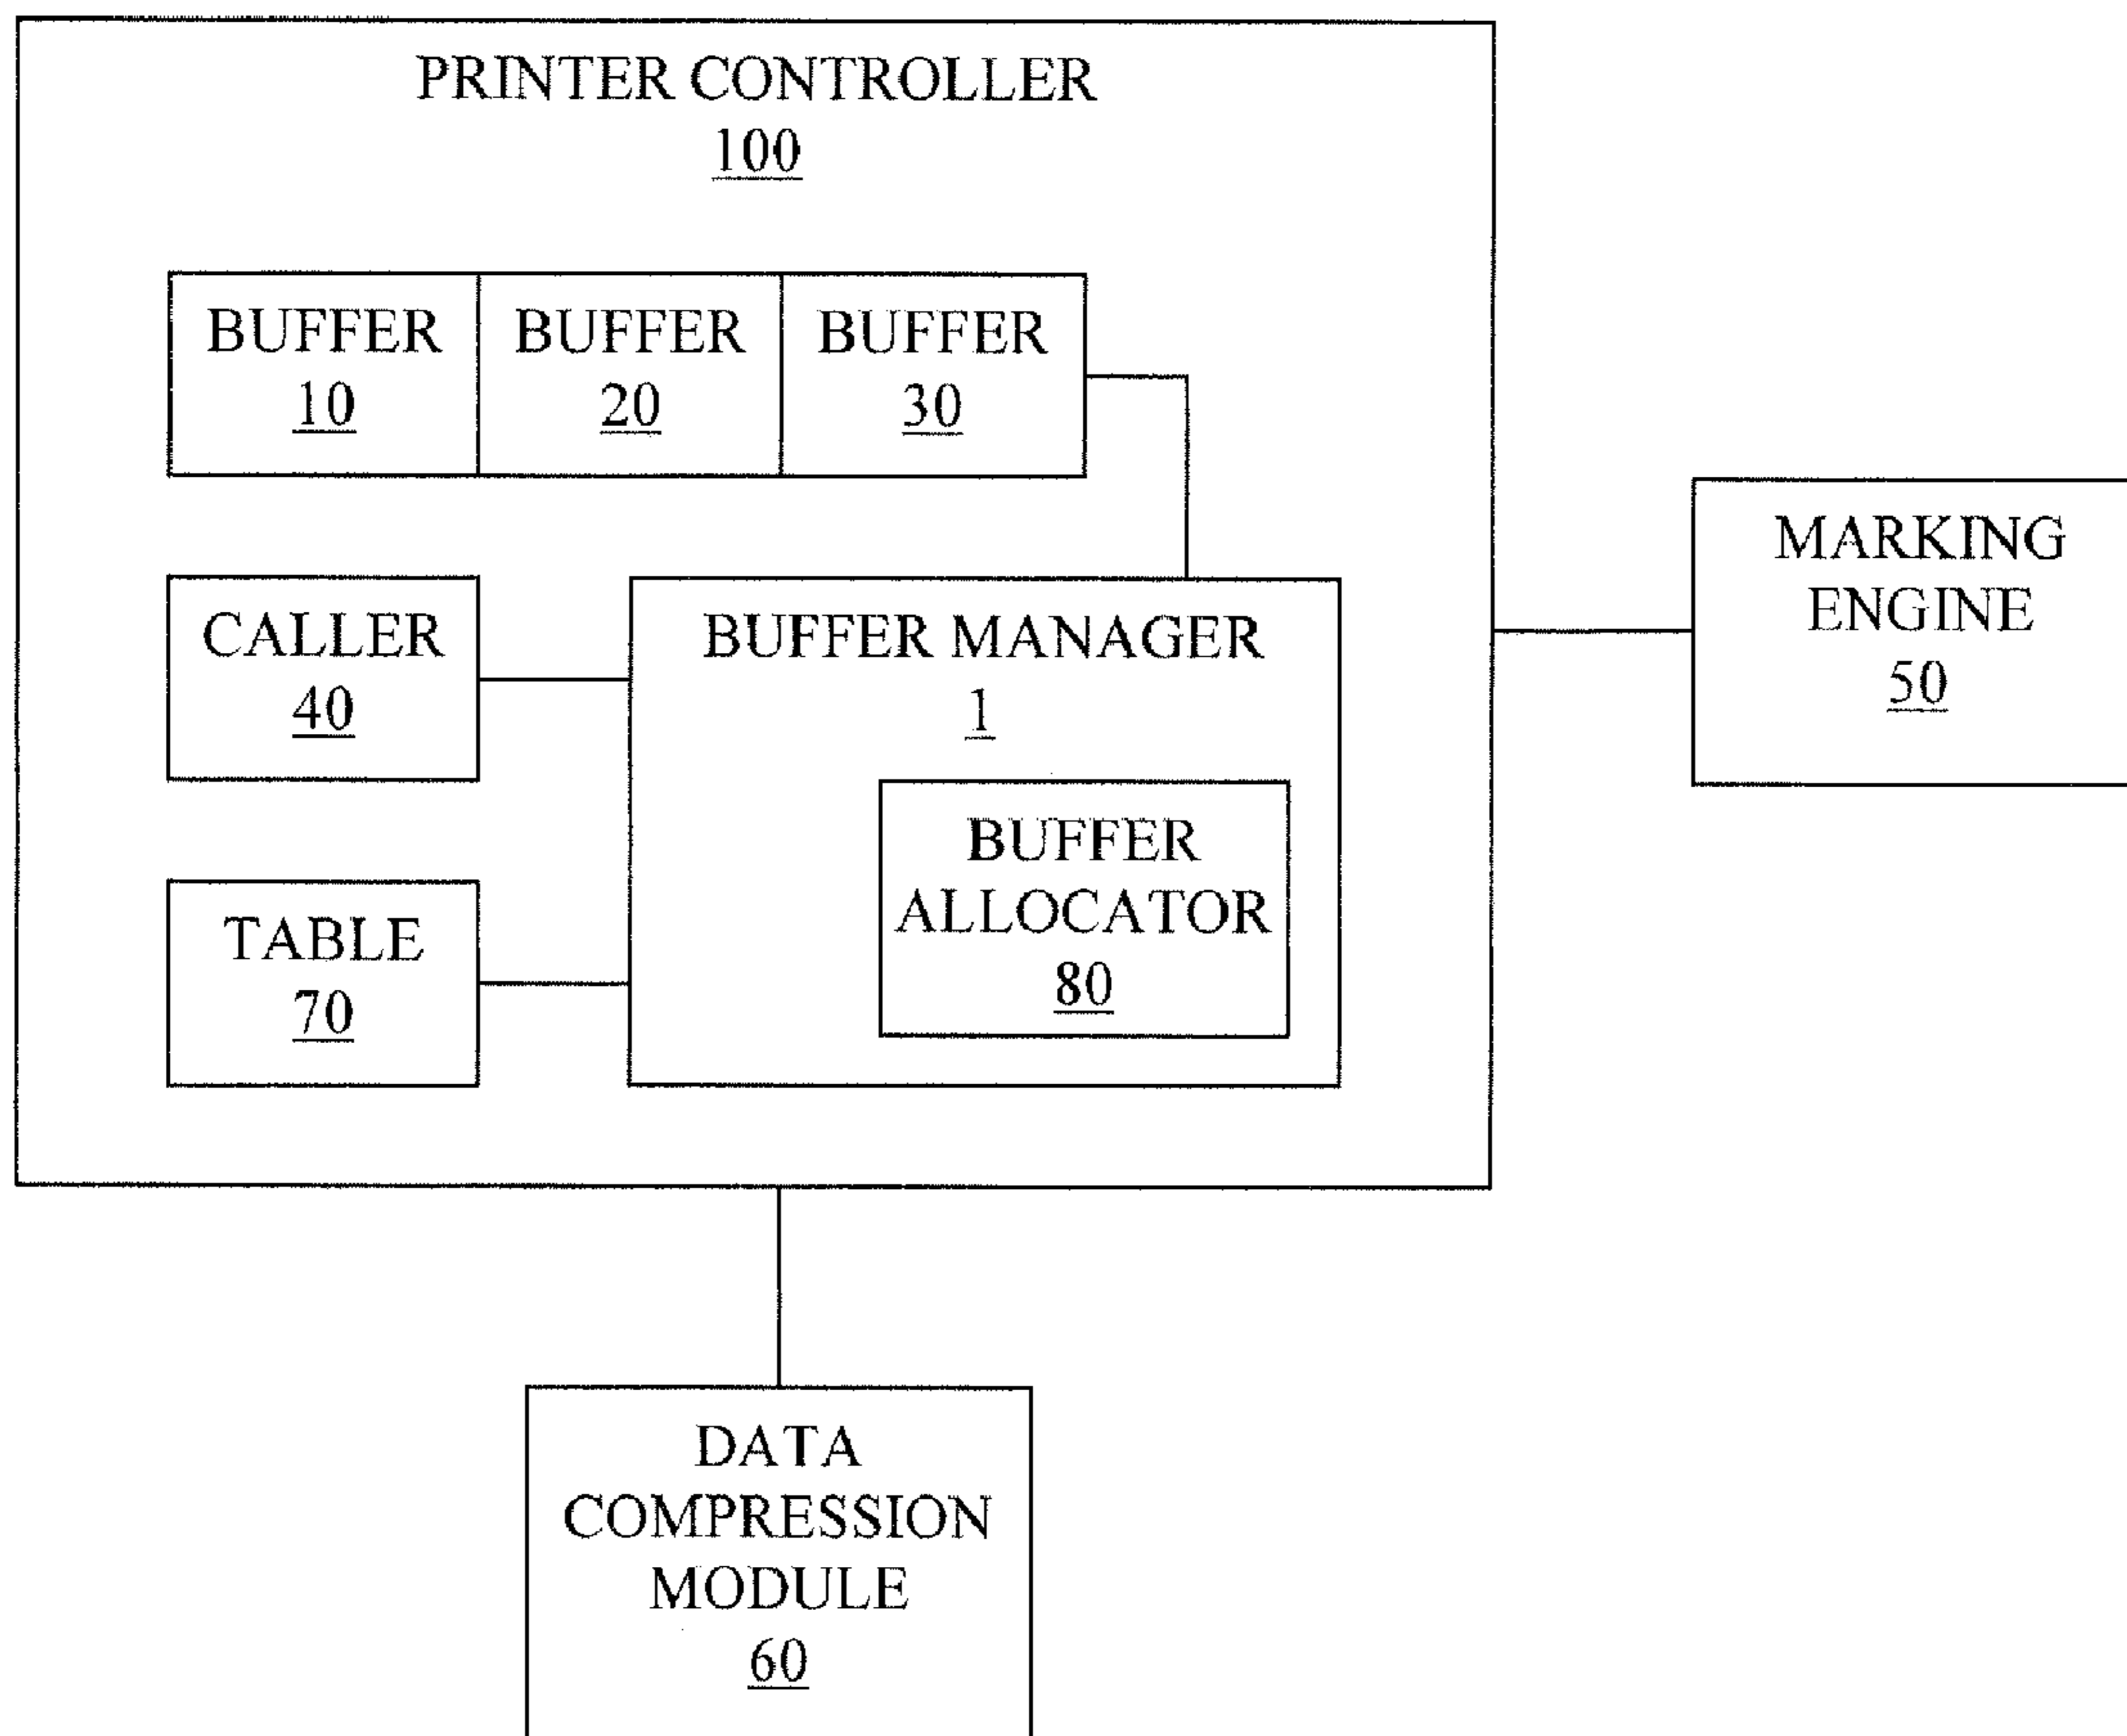 PRINTER CONTROLLER
100
BUFFER
10
BUFFER
20
BUFFER
30
CALLER
40
BUFFER MANAGER
1
BUFFER
ALLOCATOR
80
TABLE
70
MARKING
ENGINE
50
DATA
COMPRESSION
MODULE
60